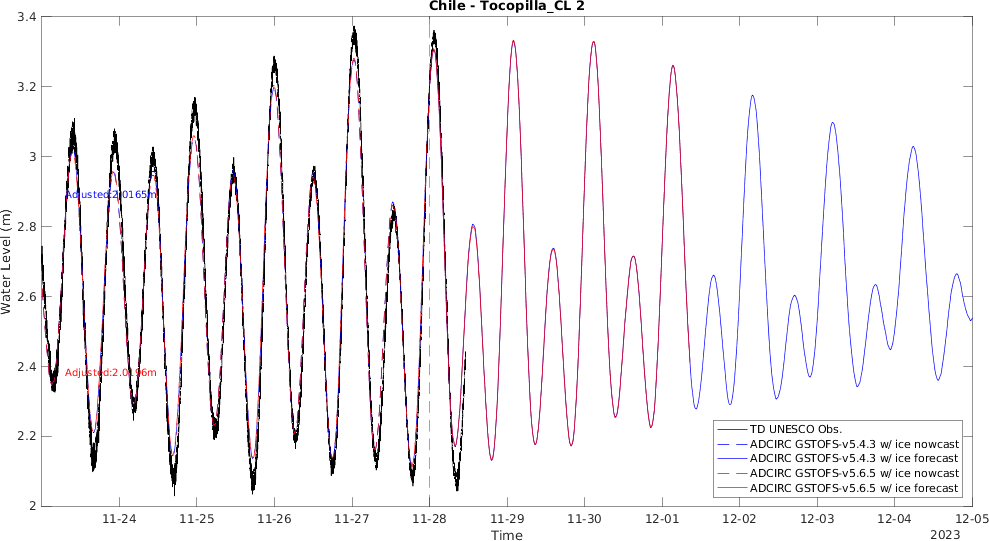 Chile - Tocopilla_CL 2
3.4
3.2
3
2.8
2.6
2.4
2.2
2
Water Level (m)
Adjusted:2.0165m
Adjusted:2.0196m
TD UNESCO Obs.
ADCIRC GSTOFS-v5.4.3 w/ ice nowcast
ADCIRC GSTOFS-v5.4.3 w/ ice forecast
ADCIRC GSTOFS-v5.6.5 w/ ice nowcast
ADCIRC GSTOFS-v5.6.5 w/ ice forecast
11-24 11-25 11-26 11-27 11-28 11-29 11-30 12-01 12-02 12-03 12-04 12-05
Time
2023